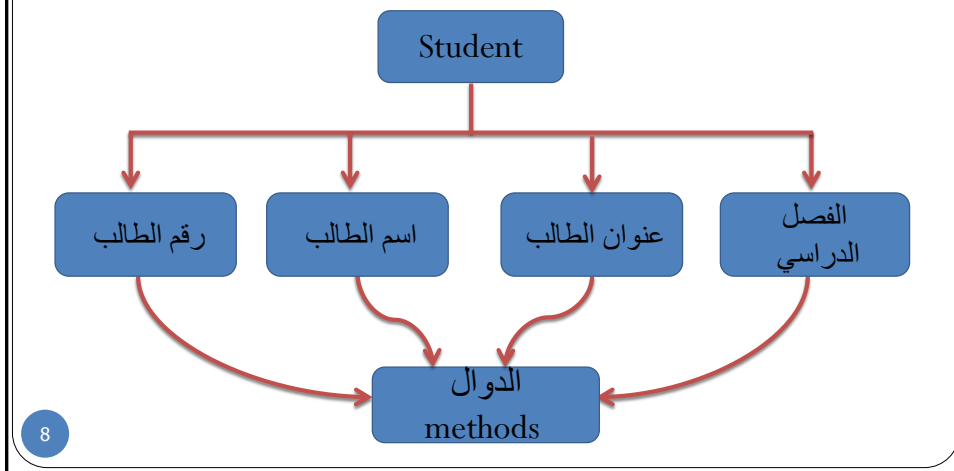 Student
رقم الطالب
اسم الطالب
عنوان الطالب
الفصل
الدراسي
الدوال
methods
8